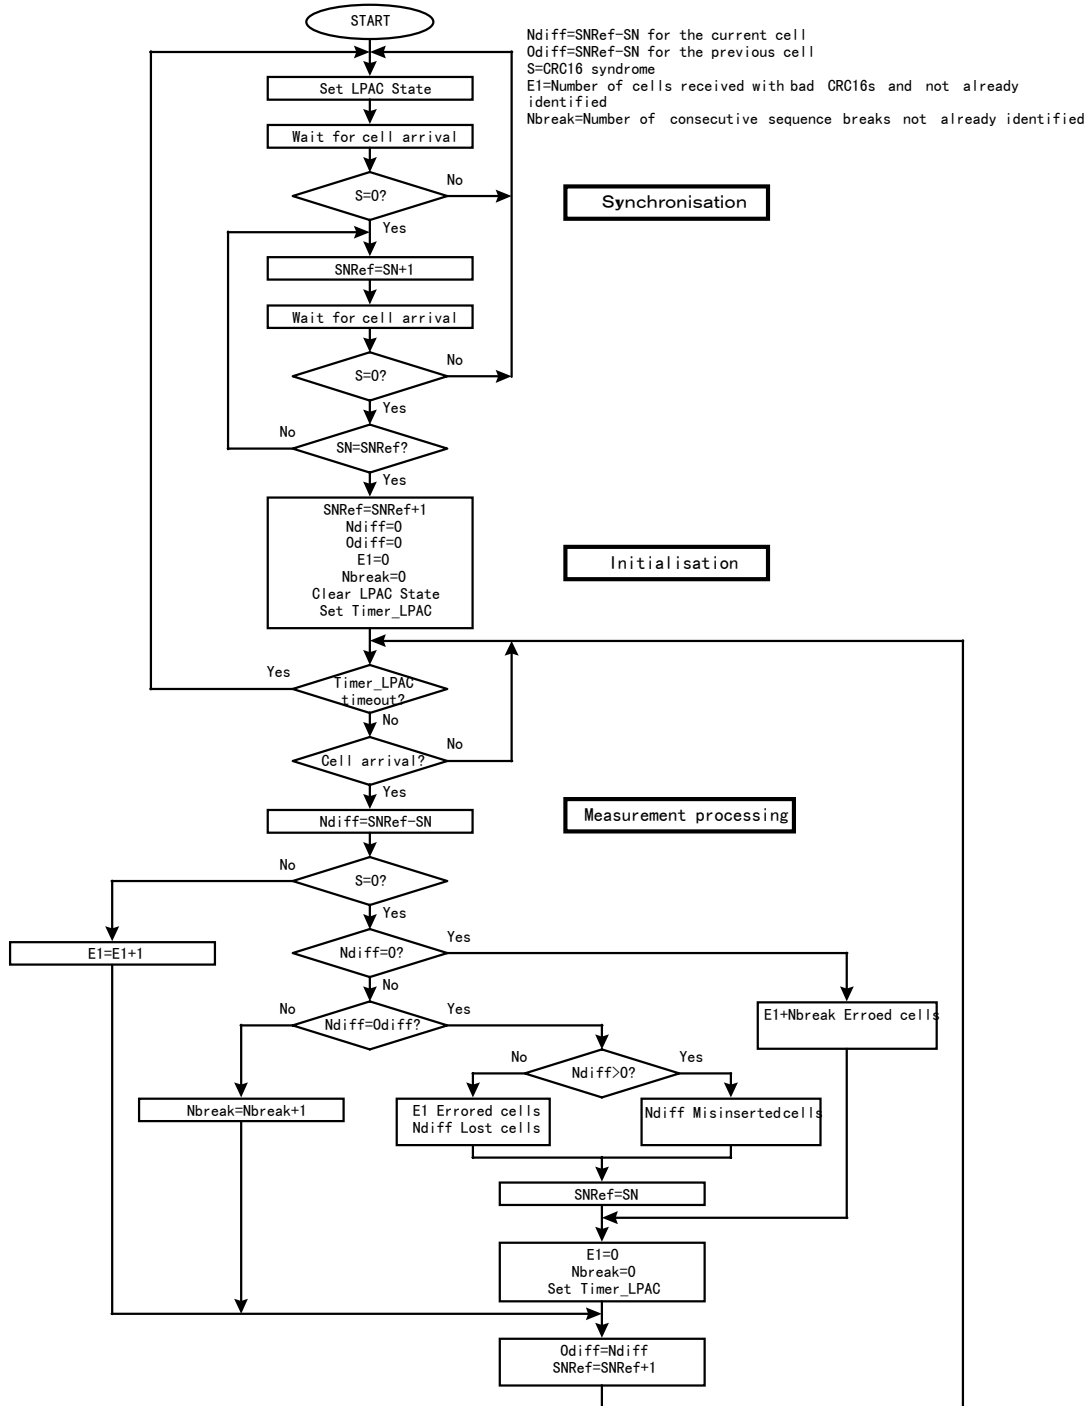 START
Ndiff=SNRef-SN for the current cell
Odiff=SNRef-SN for the previous cell
S=CRC16 syndrome
E1=Number of cells received with bad CRC16s and not already
identified
Nbreak=Number of consecutive sequence breaks not already identified
Set LPAC State
Wait for cell arrival
No
S=0?
Synchronisation
Yes
SNRef=SN+1
Wait for cell arrival
No
S=0?
Yes
No
SN=SNRef?
Yes
SNRef=SNRef+1
Ndiff=0
Odiff=0
E1=0
Nbreak=0
Clear LPAC State
Set Timer_LPAC
Initialisation
Yes
Timer_LPAC
timeout?
No
No
Cell arrival?
Yes
Ndiff=SNRef-SN
Measurement processing
No
S=0?
Yes
Yes
E1=E1+1
Ndiff=0?
No
No
Yes
Ndiff=Odiff?
E1+Nbreak Erroed cells
No
Yes
Ndiff>0?
Nbreak=Nbreak+1
E1 Errored cells
Ndiff Lost cells
Ndiff Misinserted cells
SNRef=SN
E1=0
Nbreak=0
Set Timer_LPAC
Odiff=Ndiff
SNRef=SNRef+1